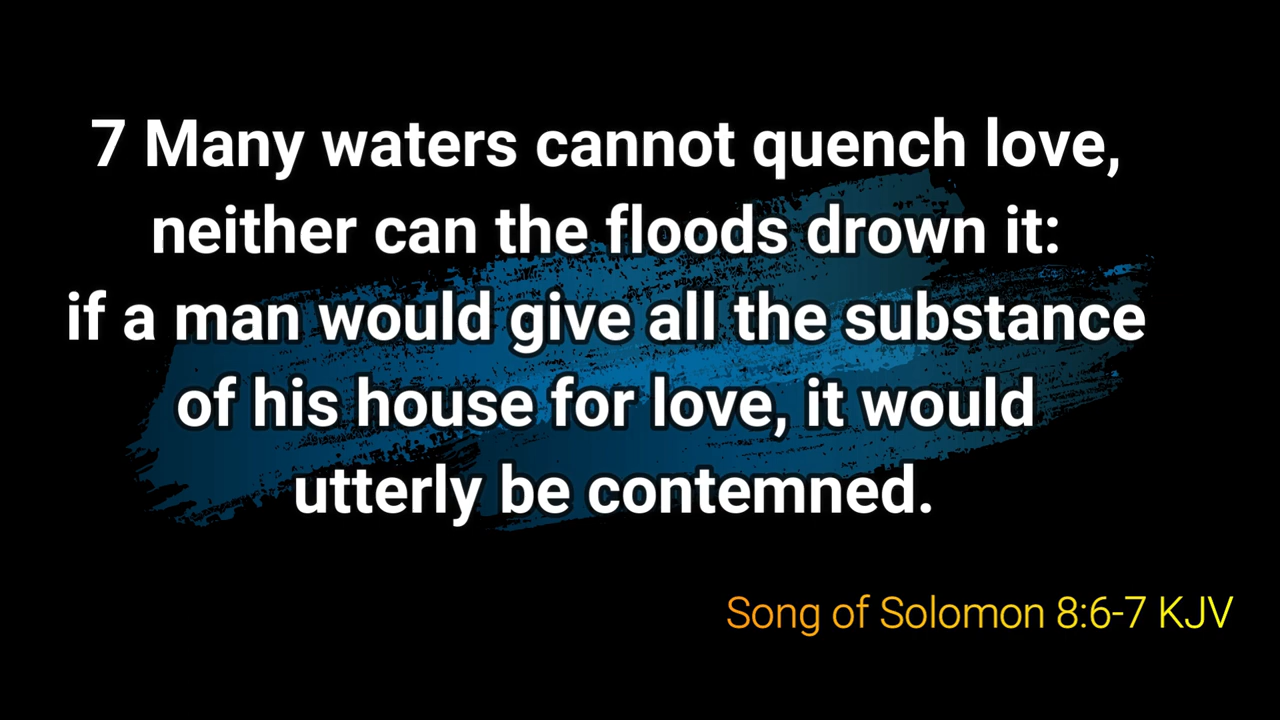 7 Many waters cannot quench love,
neither can the floods drown it:
if a man would give all the substance
of his house for love, it would
utterly be contemned.
Song of Solomon 8:6-7 KJV